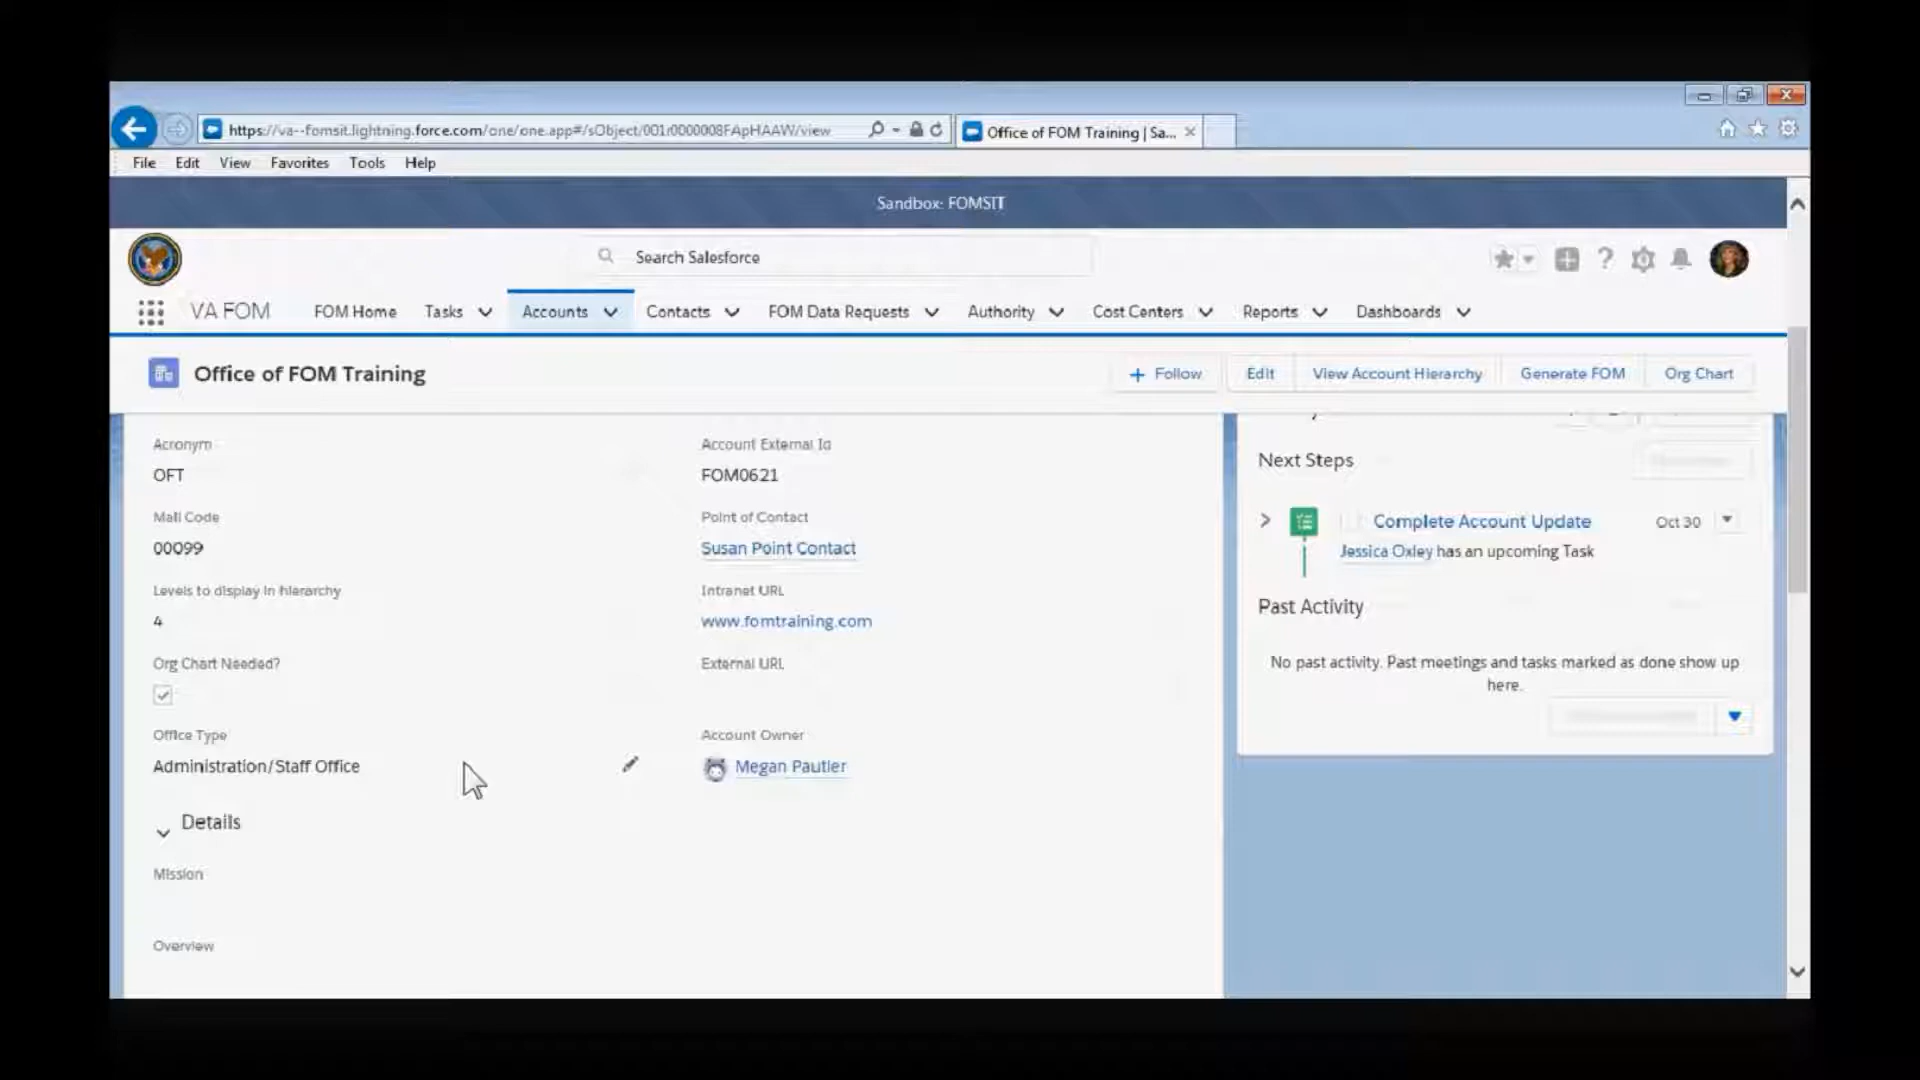 https://va--fomsit.lightning.force.com/one/one.app#/sObject/001r0000008FApHAAW/view
Office of FOM Training | Sa...
File Edit View Favorites Tools Help
Sandbox: FOMSIT
Search Salesforce
VA FOM FOM Home Tasks Accounts Contacts FOM Data Requests Authority Cost Centers Reports Dashboards
Office of FOM Training
+ Follow Edit View Account Hierarchy Generate FOM Org Chart
Acronym
OFT
Account External Id
FOM0621
Mail Code
00099
Point of Contact
Susan Point Contact
Levels to display in hierarchy
4
Intranet URL
www.fomtraining.com
Org Chart Needed?
External URL
Office Type
Administration/Staff Office
Account Owner
Megan Pautler
Details
Mission
Overview
Next Steps
Complete Account Update Oct 30
Jessica Oxley has an upcoming Task
Past Activity
No past activity. Past meetings and tasks marked as done show up
here.